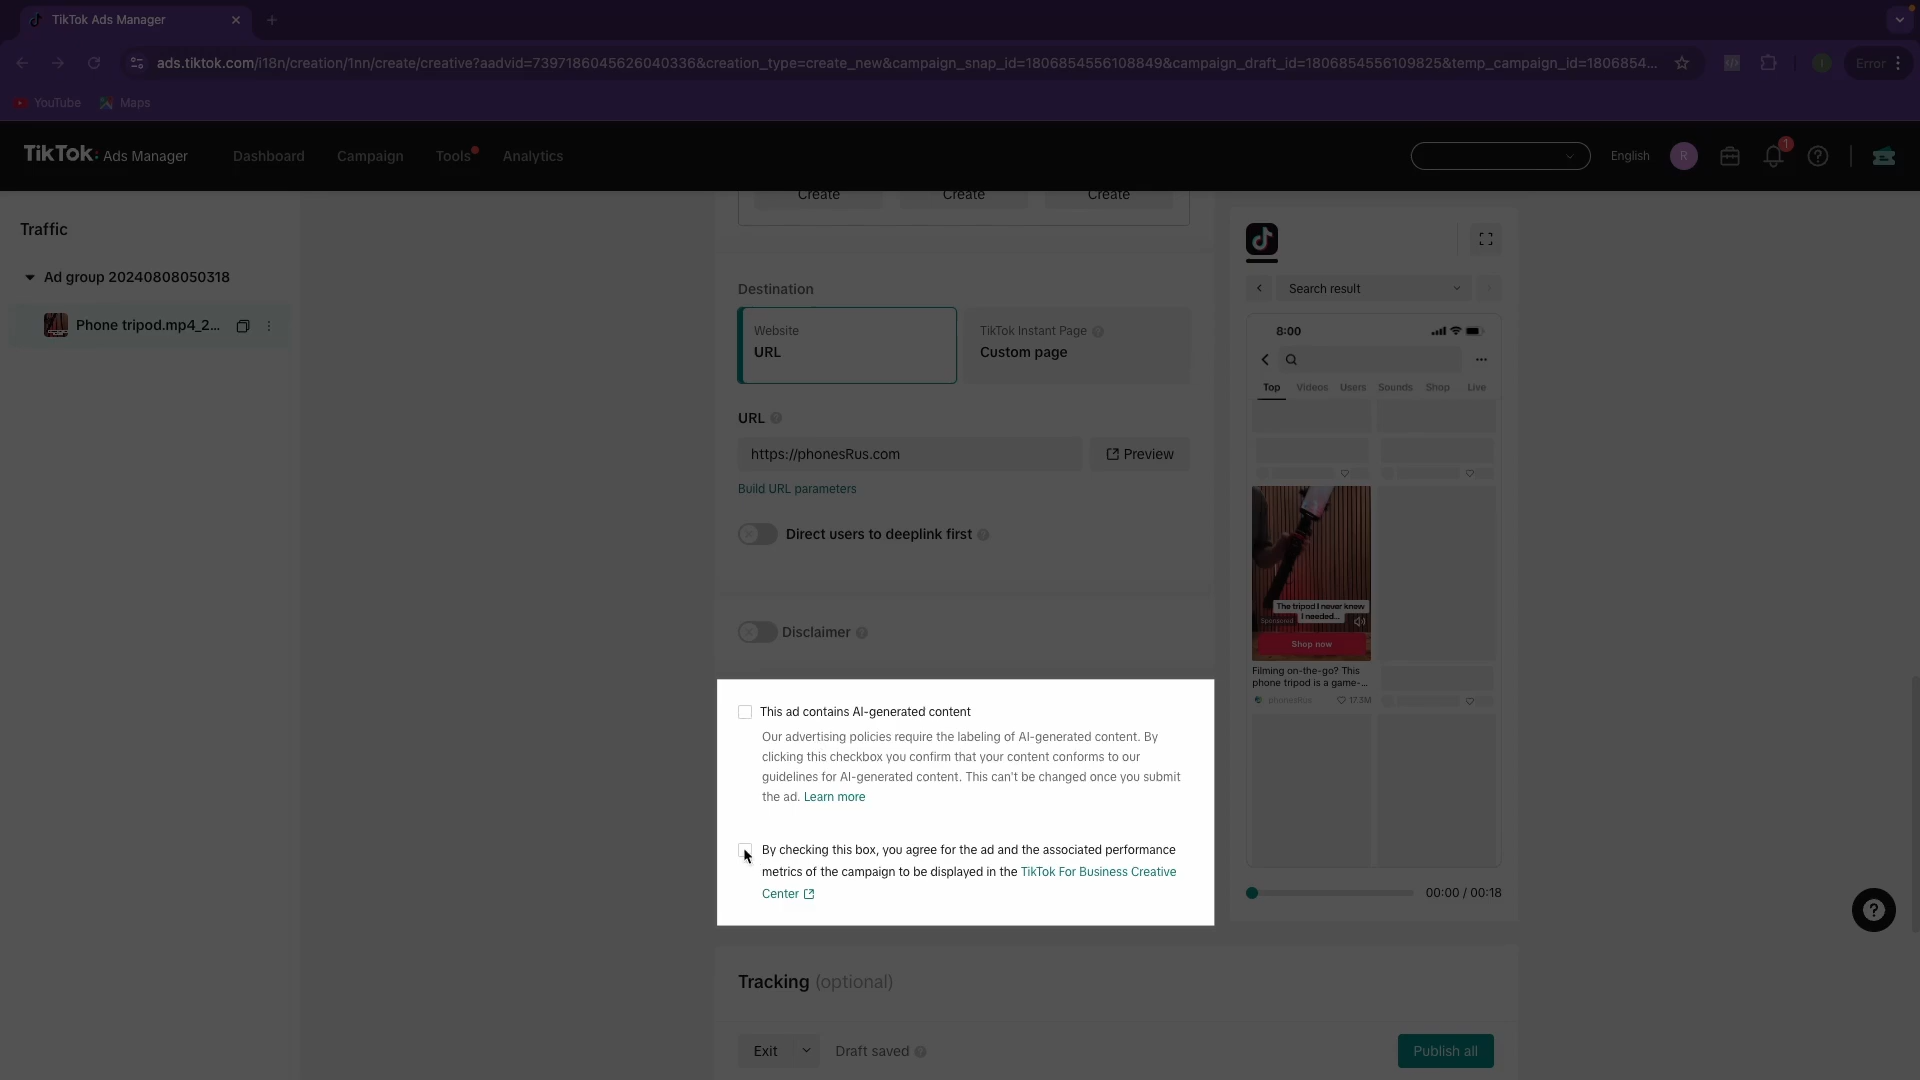 TikTok Ads Manager
ads.tiktok.com/i18n/creation/1nn/create/creative?aadvid=7397186045626040336&creation_type=create_new&campaign_snap_id=1806854556108849&campaign_draft_id=1806854556109825&temp_campaign_id=1806854...
Error
YouTube
Maps
TikTok: Ads Manager
Dashboard
Campaign
Tools
Analytics
English
R
1
Traffic
Ad group 20240808050318
Phone tripod.mp4_2...
Create
Create
Create
Destination
Website
URL
TikTok Instant Page
Custom page
URL
https://phonesRus.com
Preview
Build URL parameters
Direct users to deeplink first
Disclaimer
This ad contains AI-generated content
Our advertising policies require the labeling of AI-generated content. By
clicking this checkbox you confirm that your content conforms to our
guidelines for AI-generated content. This can't be changed once you submit
the ad. Learn more
By checking this box, you agree for the ad and the associated performance
metrics of the campaign to be displayed in the TikTok For Business Creative
Center
Tracking (optional)
Exit
Draft saved
Publish all
Search result
8:00
Top
Videos
Users
Sounds
Shop
Live
The tripod I never knew
I needed...
Sponsored
Shop now
Filming on-the-go? This
phone tripod is a game-...
phonesRus
17.3M
00:00 / 00:18